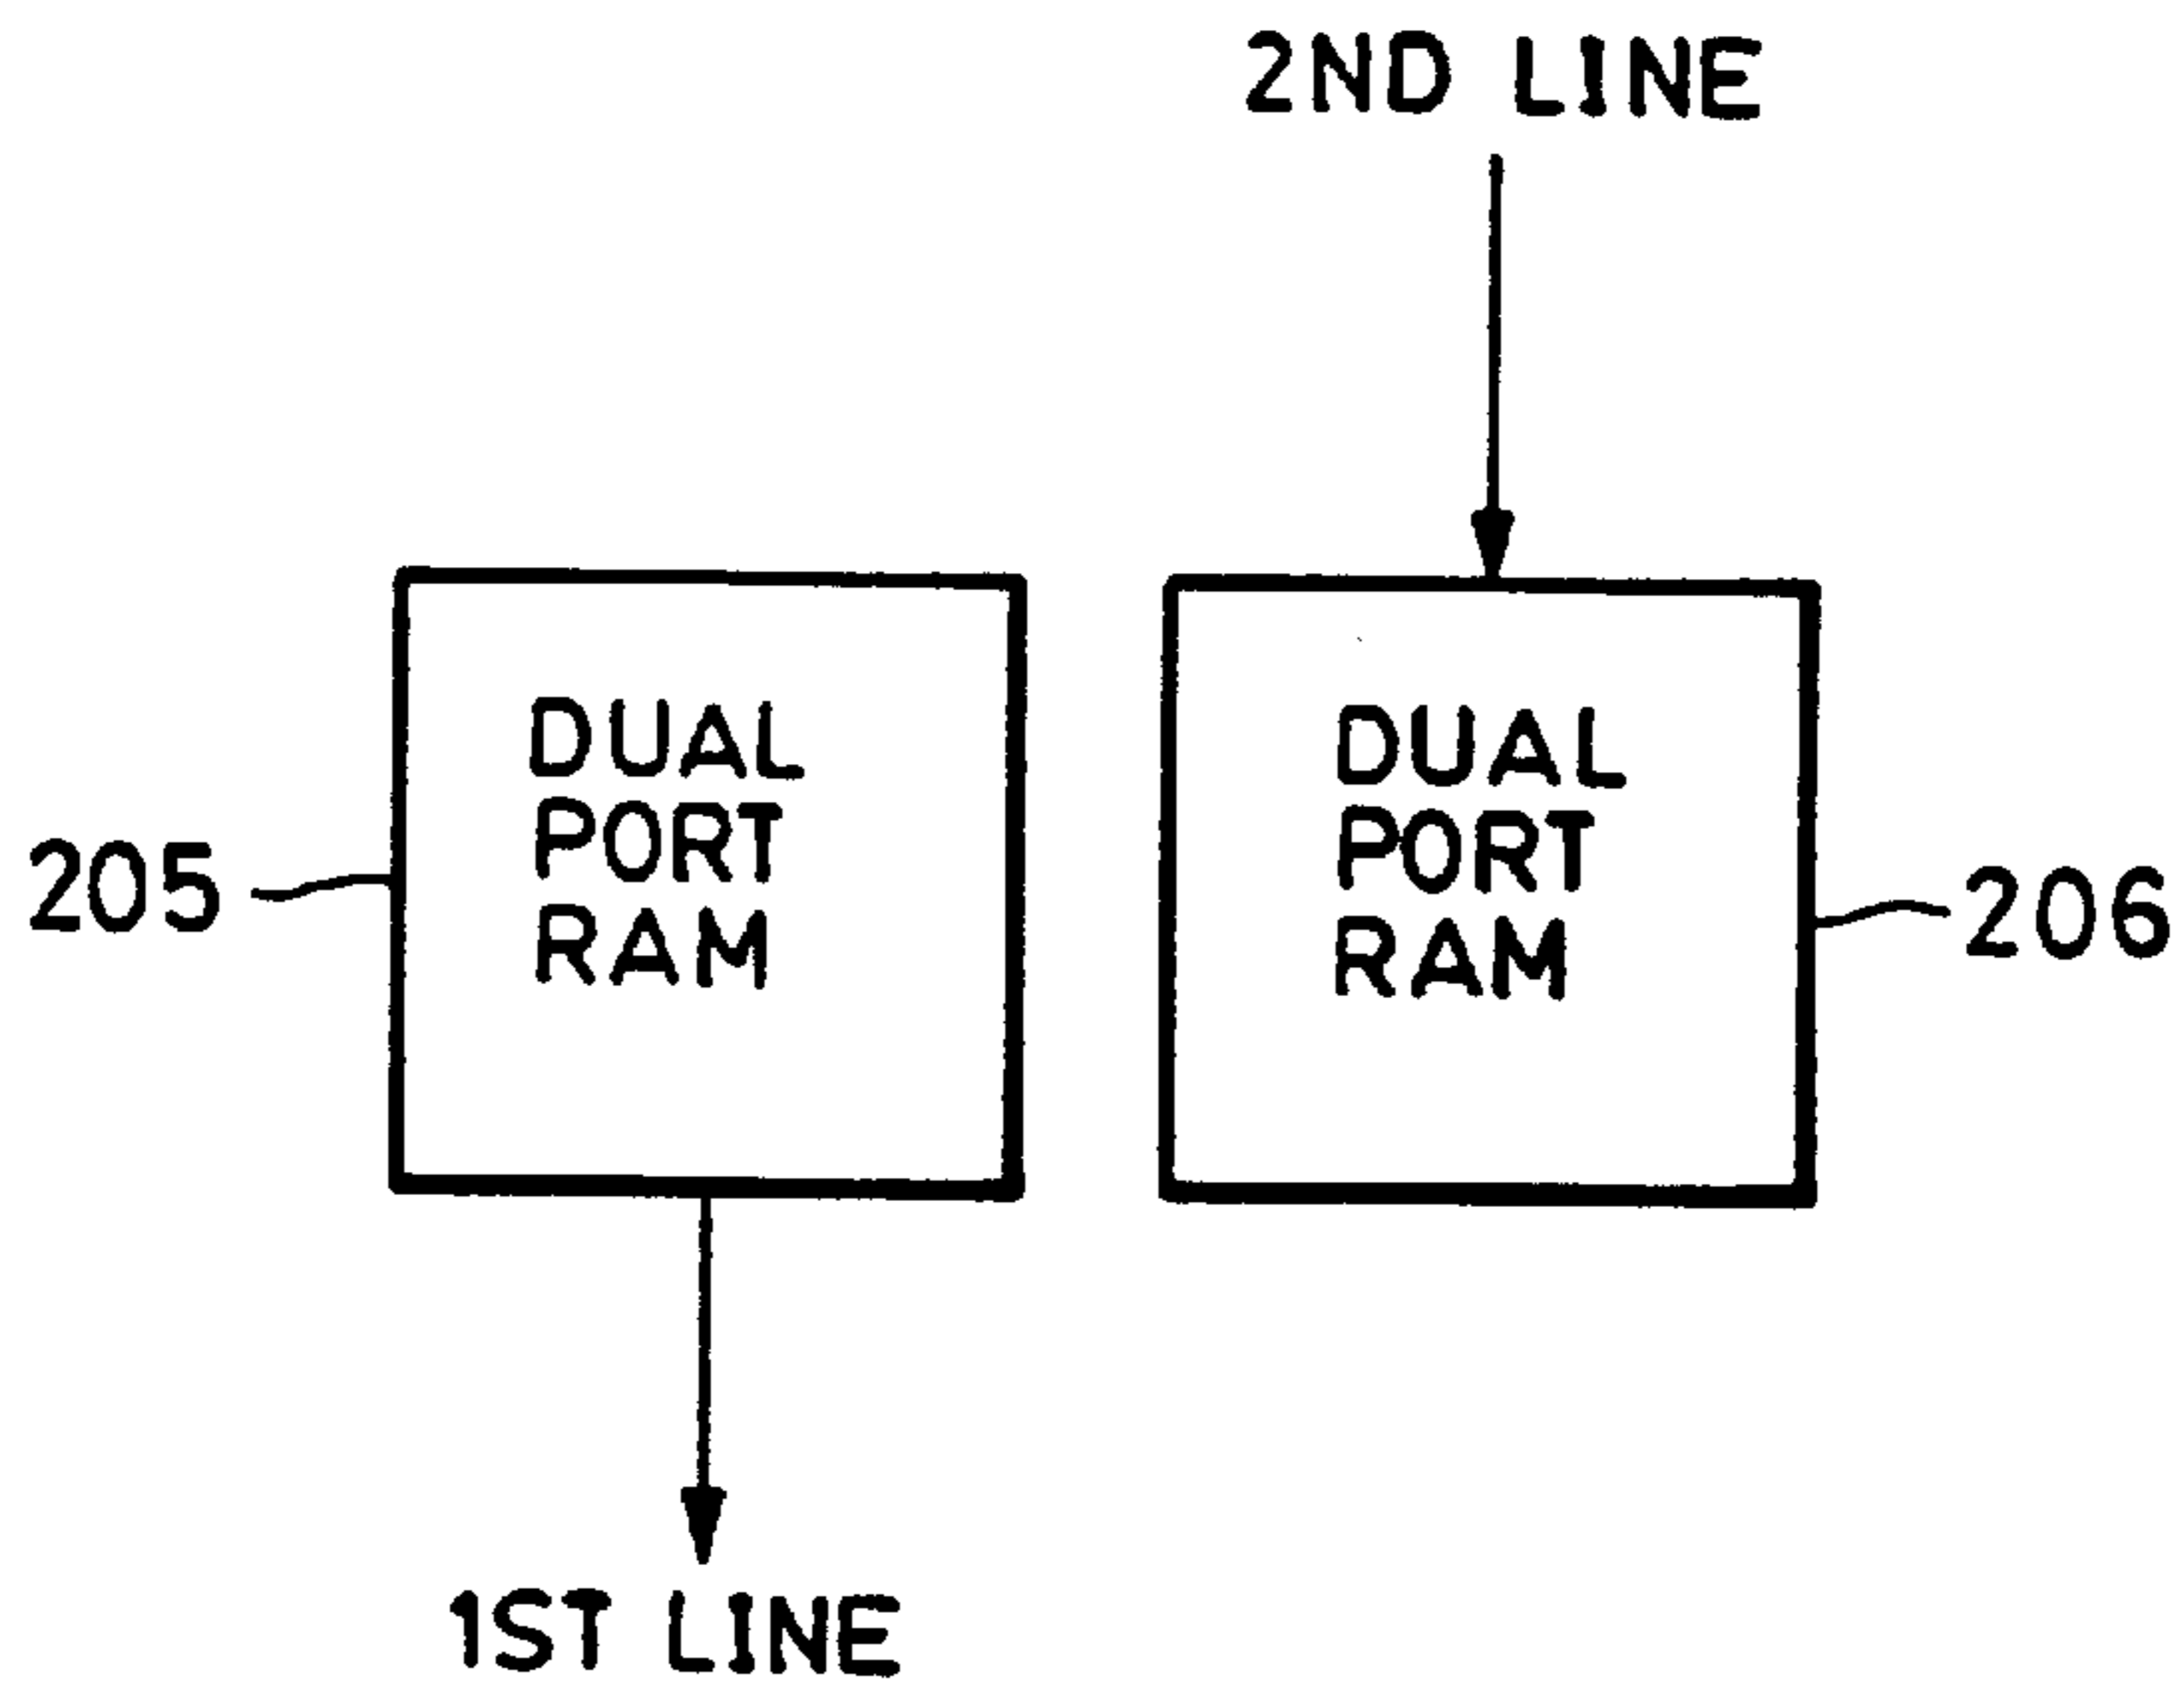 2ND LINE
DUAL
PORT
RAM
205
DUAL
PORT
RAM
206
1ST LINE